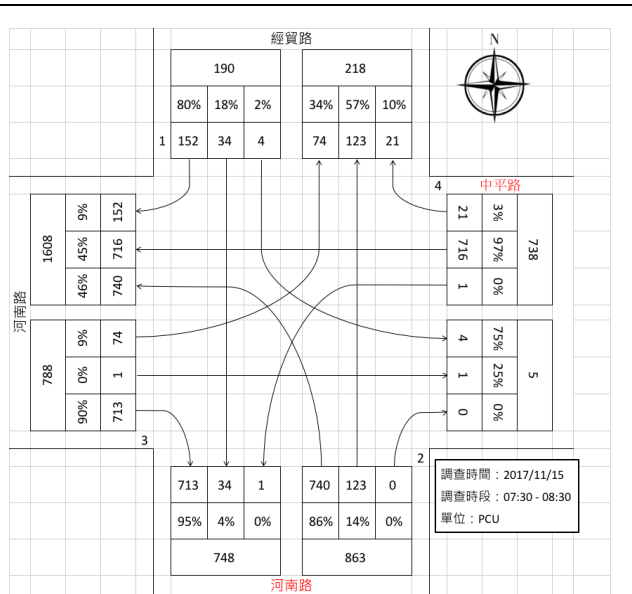 經貿路
N
190
218
80% 18% 2%
34% 57% 10%
1
152 34 4
74 123 21
4
中平路
1608
9% 152
45% 716
46% 740
21 3%
716 97%
1 0%
738
河南路
788
9% 74
0% 1
90% 713
4 75%
1 25%
0 0%
5
3
2
713 34 1
740 123 0
95% 4% 0%
86% 14% 0%
748
863
河南路
調查時間：2017/11/15
調查時段：07:30 - 08:30
單位：PCU